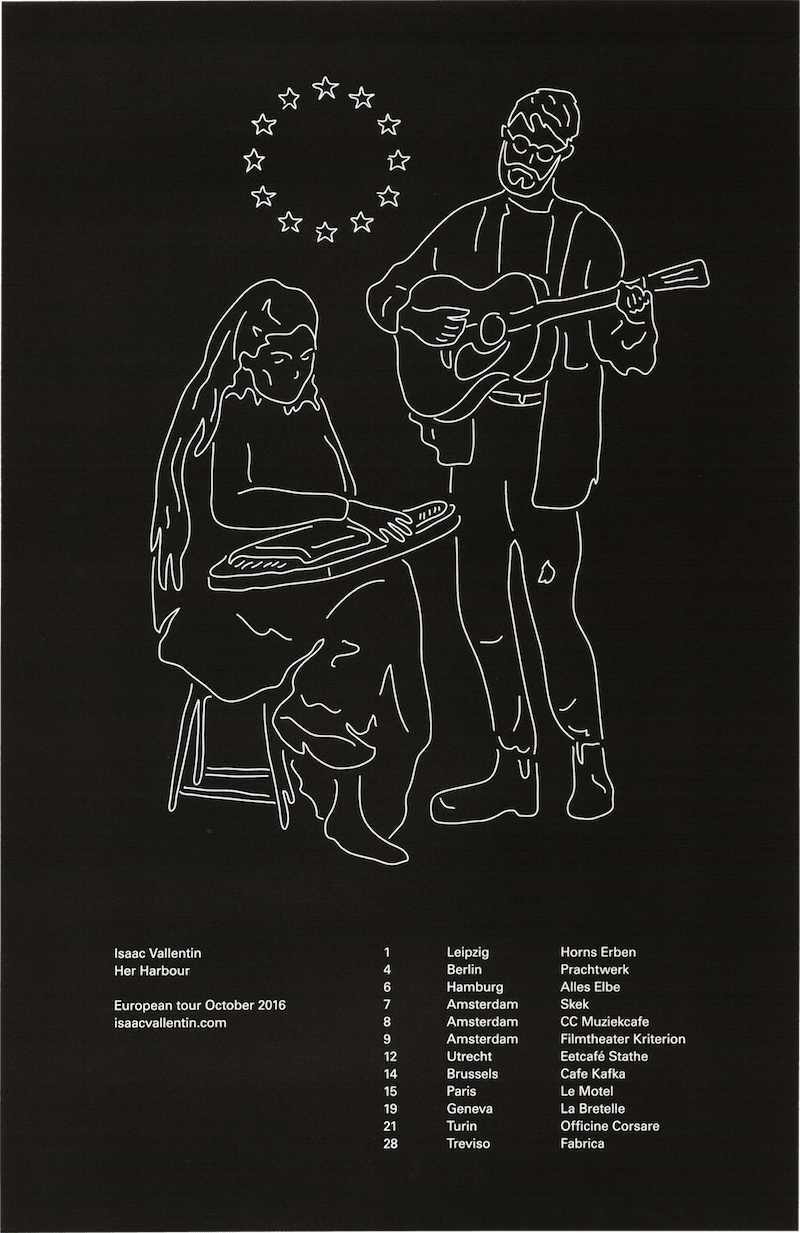 Isaac Vallentin
Her Harbour
European tour October 2016
isaacvallentin.com
1 Leipzig Horns Erben
4 Berlin Prachtwerk
6 Hamburg Alles Elbe
7 Amsterdam Skek
8 Amsterdam CC Muziekcafe
9 Amsterdam Filmtheater Kriterion
12 Utrecht Eetcafé Stathe
14 Brussels Cafe Kafka
15 Paris Le Motel
19 Geneva La Bretelle
21 Turin Officine Corsare
28 Treviso Fabrica